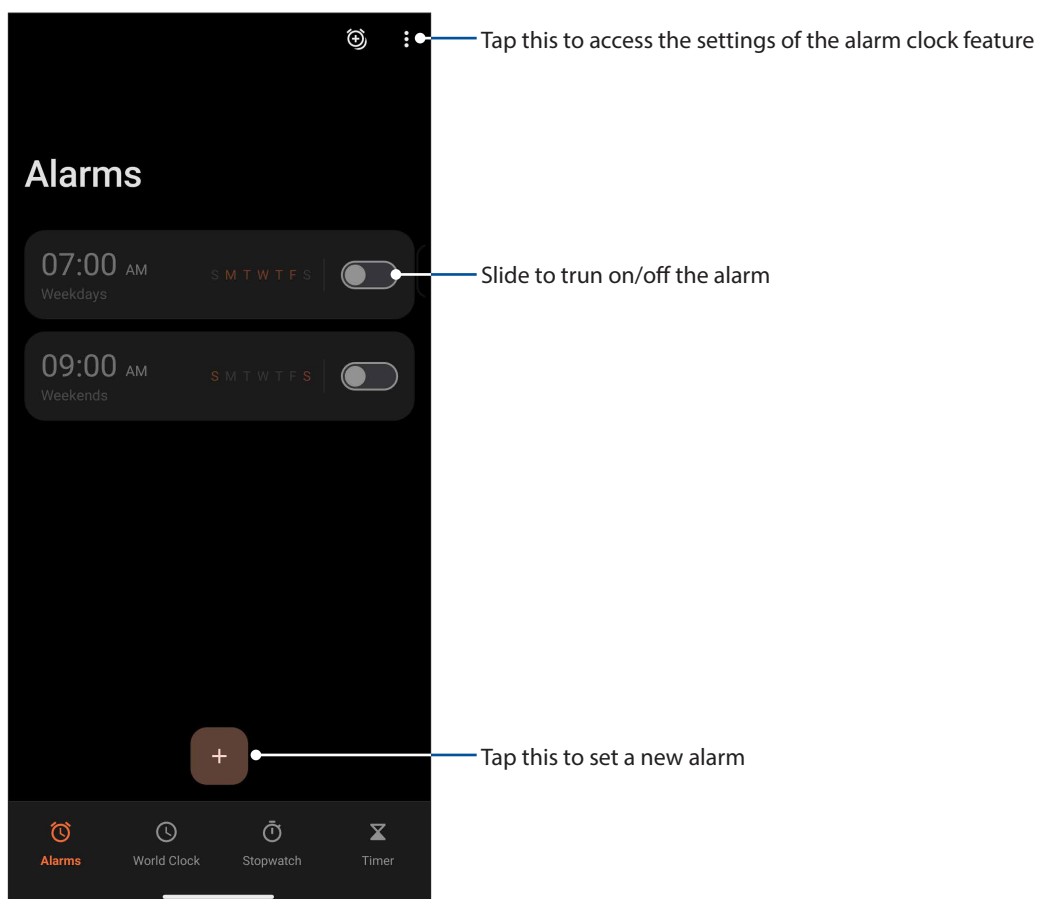 Tap this to access the settings of the alarm clock feature
Alarms
07:00 AM
S M T W T F S
Weekdays
Slide to trun on/off the alarm
09:00 AM
S M T W T F S
Weekends
+
Tap this to set a new alarm
Alarms World Clock Stopwatch Timer